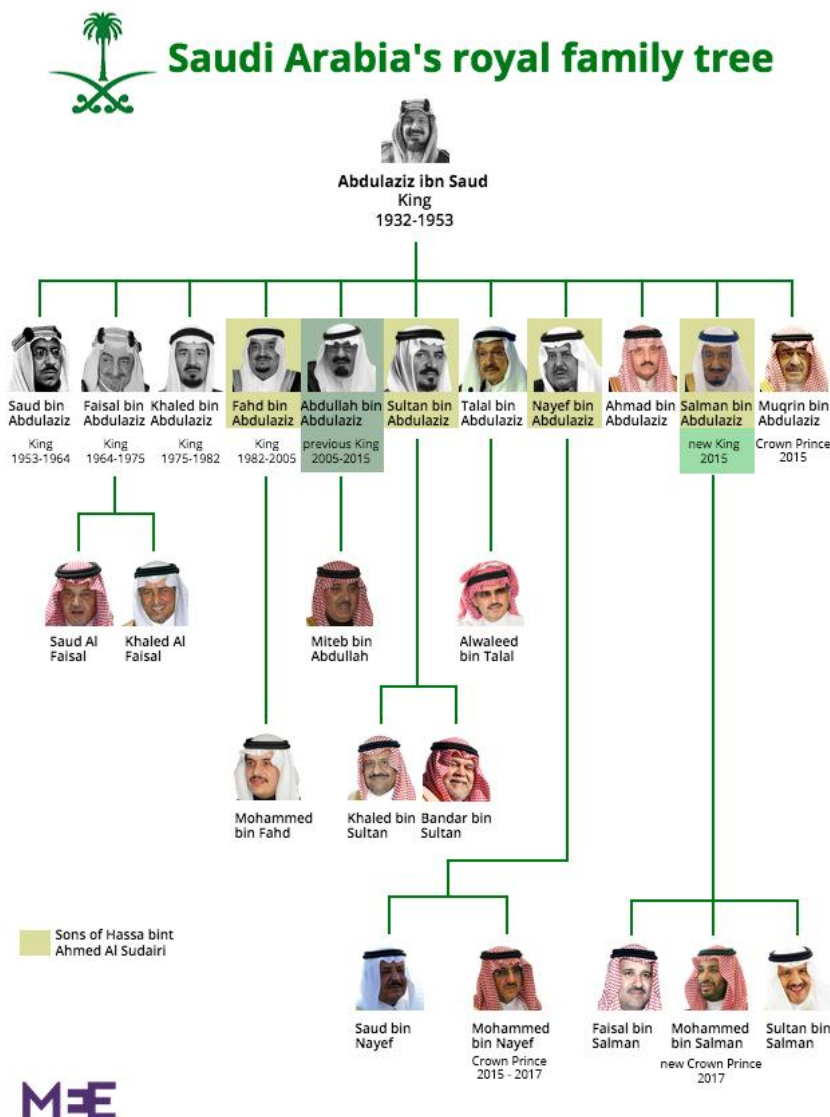 Saudi Arabia's royal family tree
Abdulaziz ibn Saud
King
1932-1953
Saud bin
Abdulaziz
King
1953-1964
Faisal bin
Abdulaziz
King
1964-1975
Khaled bin
Abdulaziz
King
1975-1982
Fahd bin
Abdulaziz
King
1982-2005
Abdullah bin
Abdulaziz
previous King
2005-2015
Sultan bin
Abdulaziz
Talal bin
Abdulaziz
Nayef bin
Abdulaziz
Ahmad bin
Abdulaziz
Salman bin
Abdulaziz
new King
2015
Muqrin bin
Abdulaziz
Crown Prince
2015
Saud Al
Faisal
Khaled Al
Faisal
Miteb bin
Abdullah
Alwaleed
bin Talal
Mohammed
bin Fahd
Khaled bin
Sultan
Bandar bin
Sultan
Sons of Hassa bint
Ahmed Al Sudairi
Saud bin
Nayef
Mohammed
bin Nayef
Crown Prince
2015 - 2017
Faisal bin
Salman
Mohammed
bin Salman
new Crown Prince
2017
Sultan bin
Salman
MEE